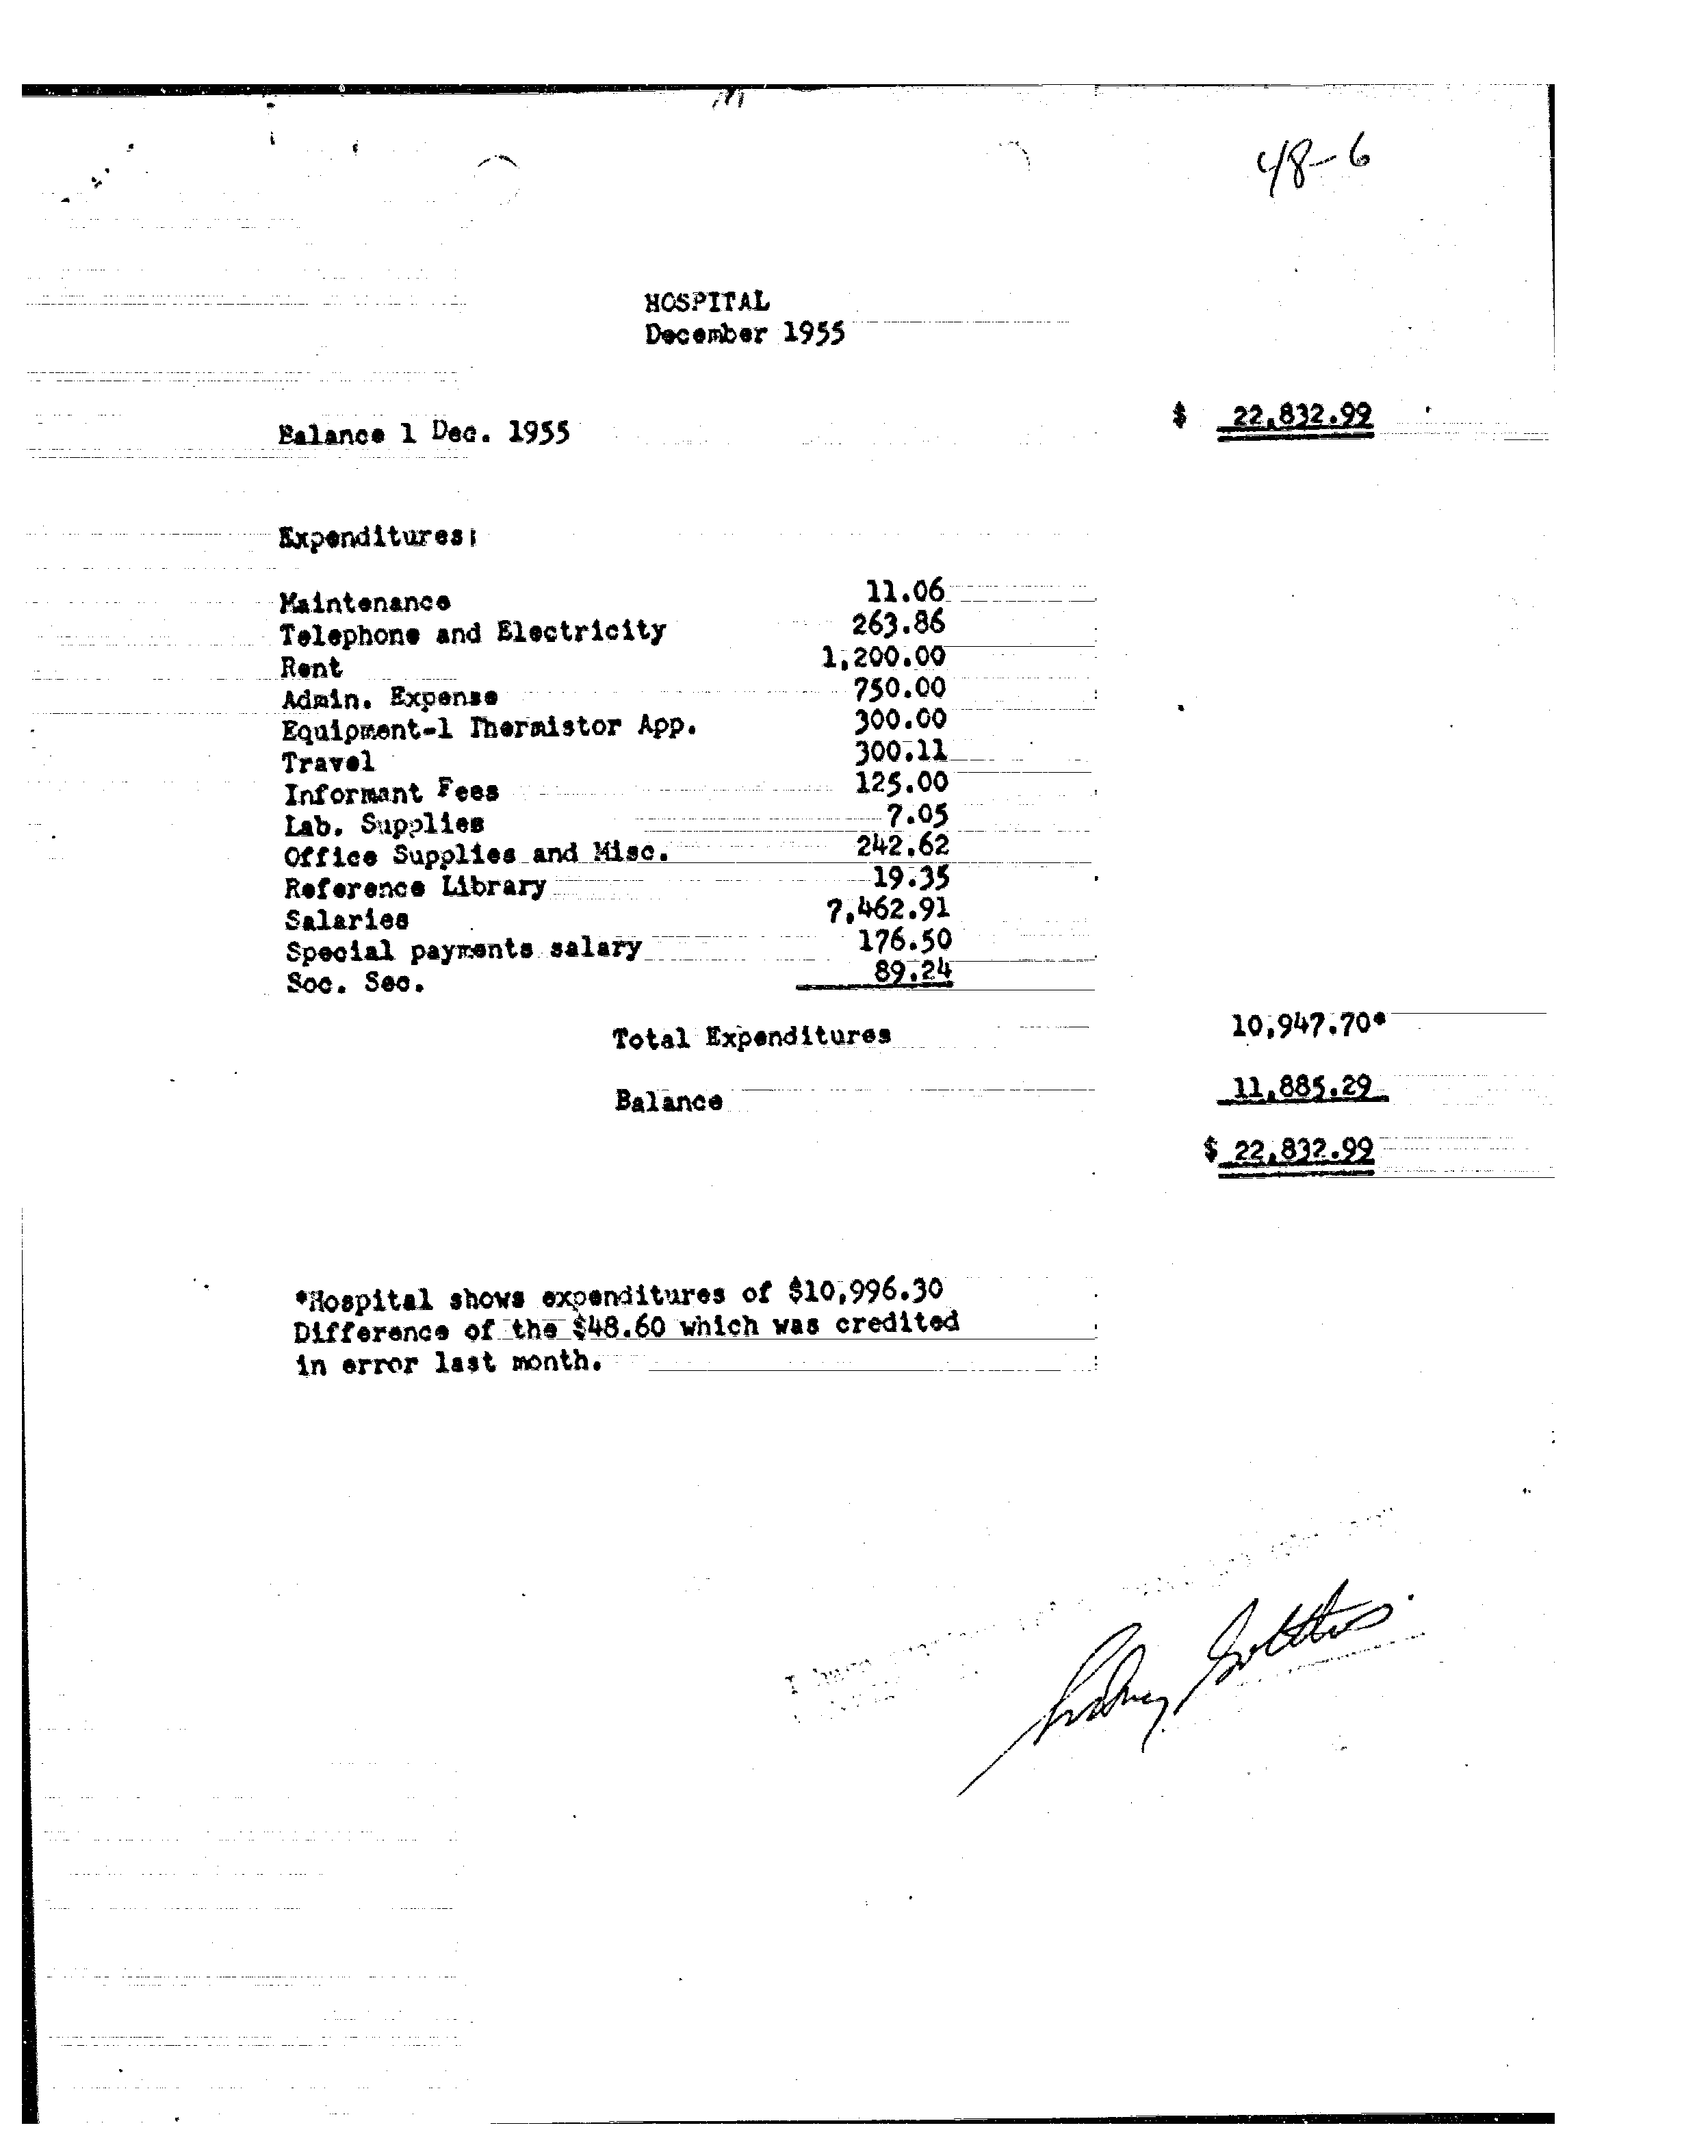 48-6
HOSPITAL
December 1955
Balance 1 Dec. 1955 $ 22,832.99
Expenditures:
Maintenance 11.06
Telephone and Electricity 263.86
Rent 1,200.00
Admin. Expense 750.00
Equipment-1 Thermistor App. 300.00
Travel 300.11
Informant Fees 125.00
Lab. Supplies 7.05
Office Supplies and Misc. 242.62
Reference Library 19.35
Salaries 7,462.91
Special payments salary 176.50
Soc. Sec. 89.24
Total Expenditures 10,947.70*
Balance 11,885.29
$ 22,832.99
*Hospital shows expenditures of $10,996.30
Difference of the $48.60 which was credited
in error last month.
I have
Sidney Gottlieb